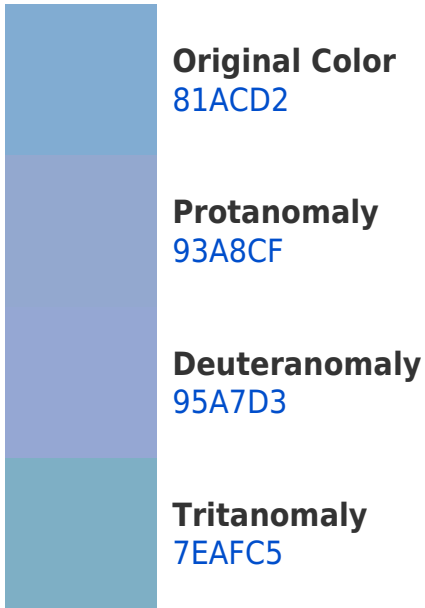 Original Color
81ACD2
Protanomaly
93A8CF
Deuteranomaly
95A7D3
Tritanomaly
7EAFC5